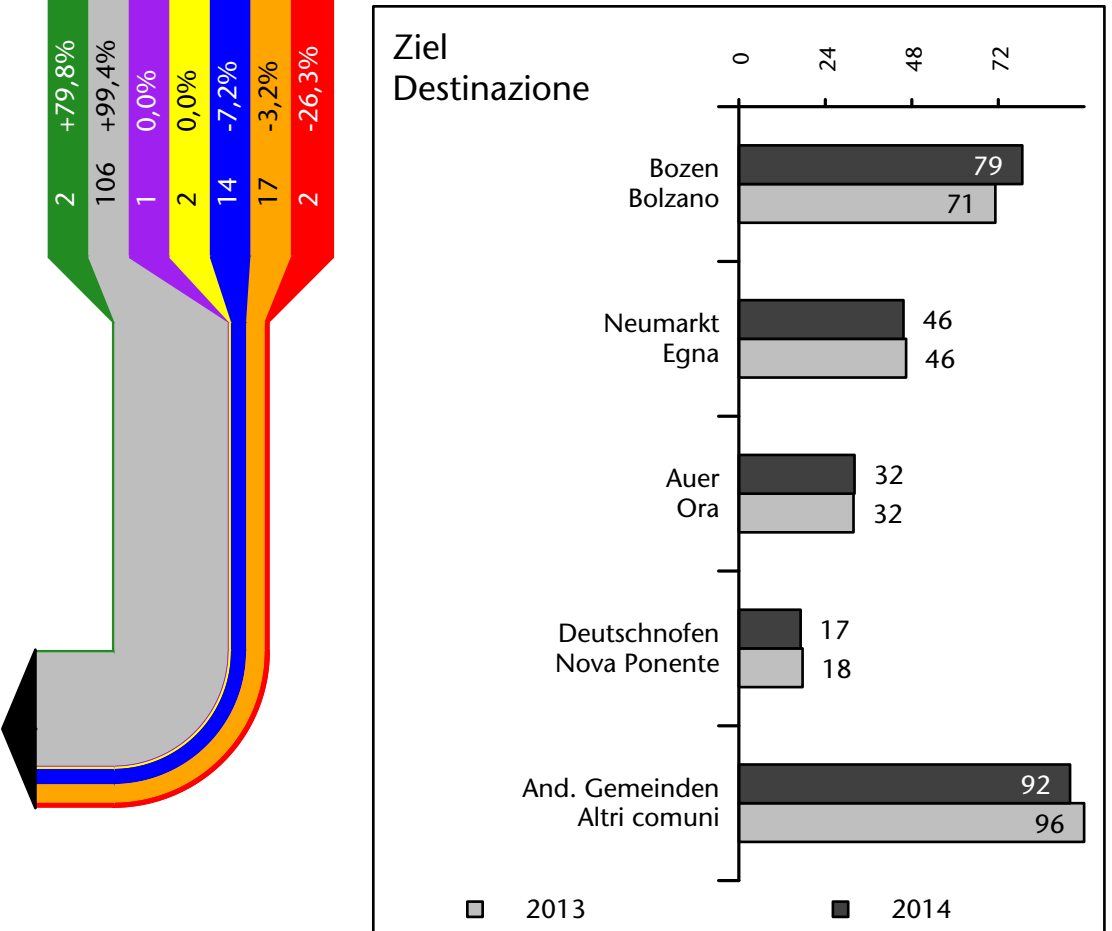 2 +79,8%
106 +99,4%
1 0,0%
2 0,0%
14 -7,2%
17 -3,2%
2 -26,3%
Ziel
Destinazione
0 24 48 72
Bozen
Bolzano
79
71
Neumarkt
Egna
46
46
Auer
Ora
32
32
Deutschnofen
Nova Ponente
17
18
And. Gemeinden
Altri comuni
92
96
2013 2014